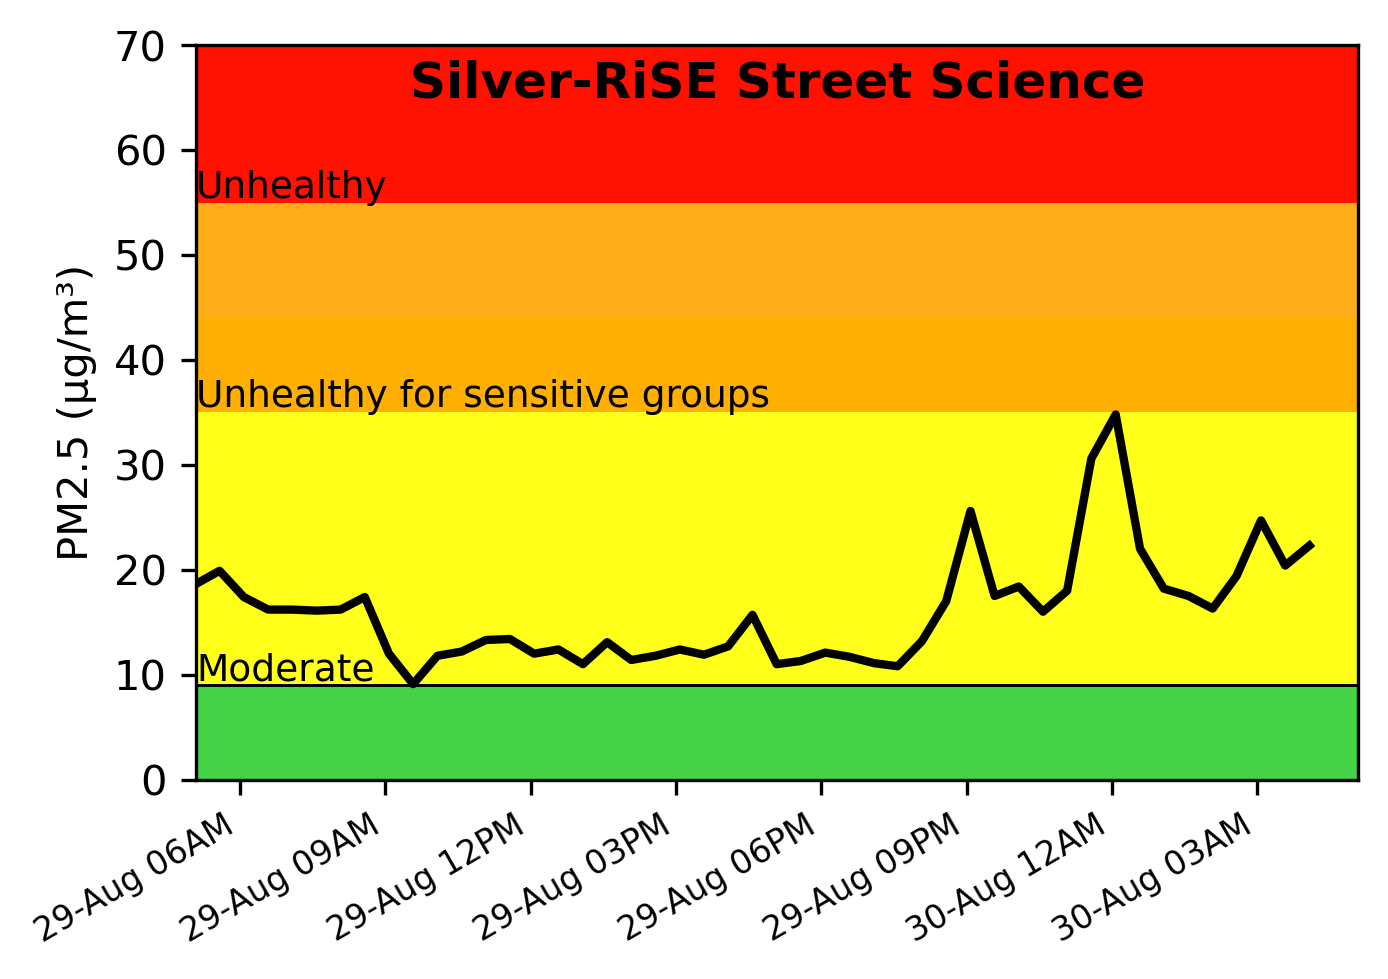 Silver-RiSE Street Science
70
60
50
40
30
20
10
0
PM2.5 (µg/m³)
Unhealthy
Unhealthy for sensitive groups
Moderate
29-Aug 06AM
29-Aug 09AM
29-Aug 12PM
29-Aug 03PM
29-Aug 06PM
29-Aug 09PM
30-Aug 12AM
30-Aug 03AM